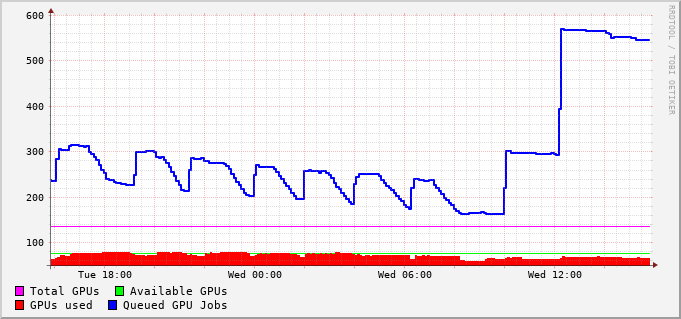 600
500
400
300
200
100
Tue 18:00 Wed 00:00 Wed 06:00 Wed 12:00
Total GPUs Available GPUs
GPUs used Queued GPU Jobs
RRDTOOL / TOBI OETIKER